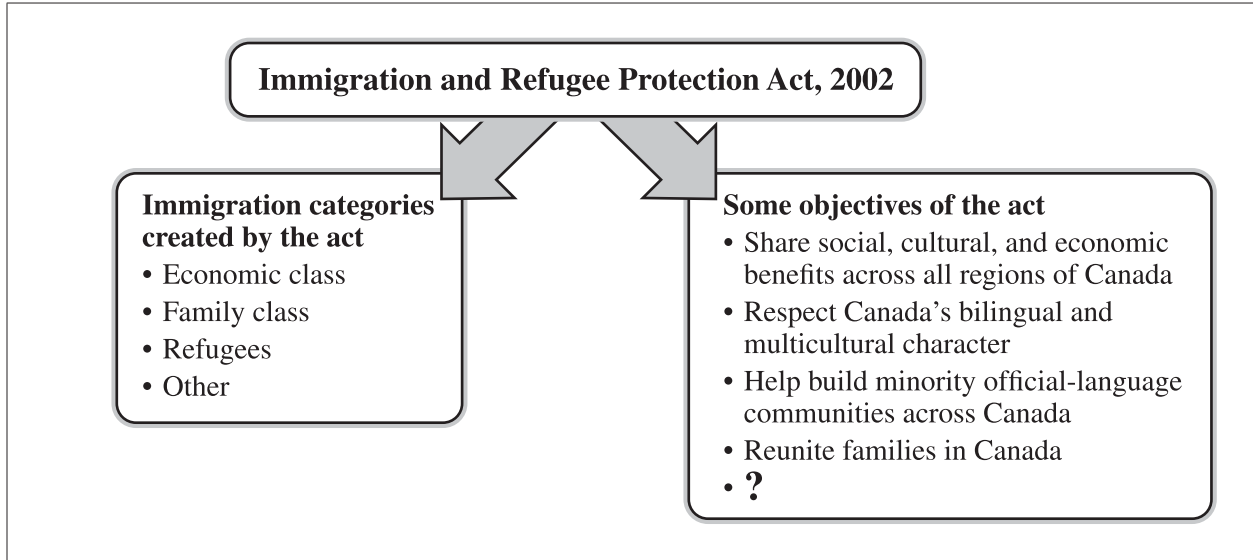 Immigration and Refugee Protection Act, 2002
Immigration categories
created by the act
• Economic class
• Family class
• Refugees
• Other
Some objectives of the act
• Share social, cultural, and economic
benefits across all regions of Canada
• Respect Canada’s bilingual and
multicultural character
• Help build minority official-language
communities across Canada
• Reunite families in Canada
• ?